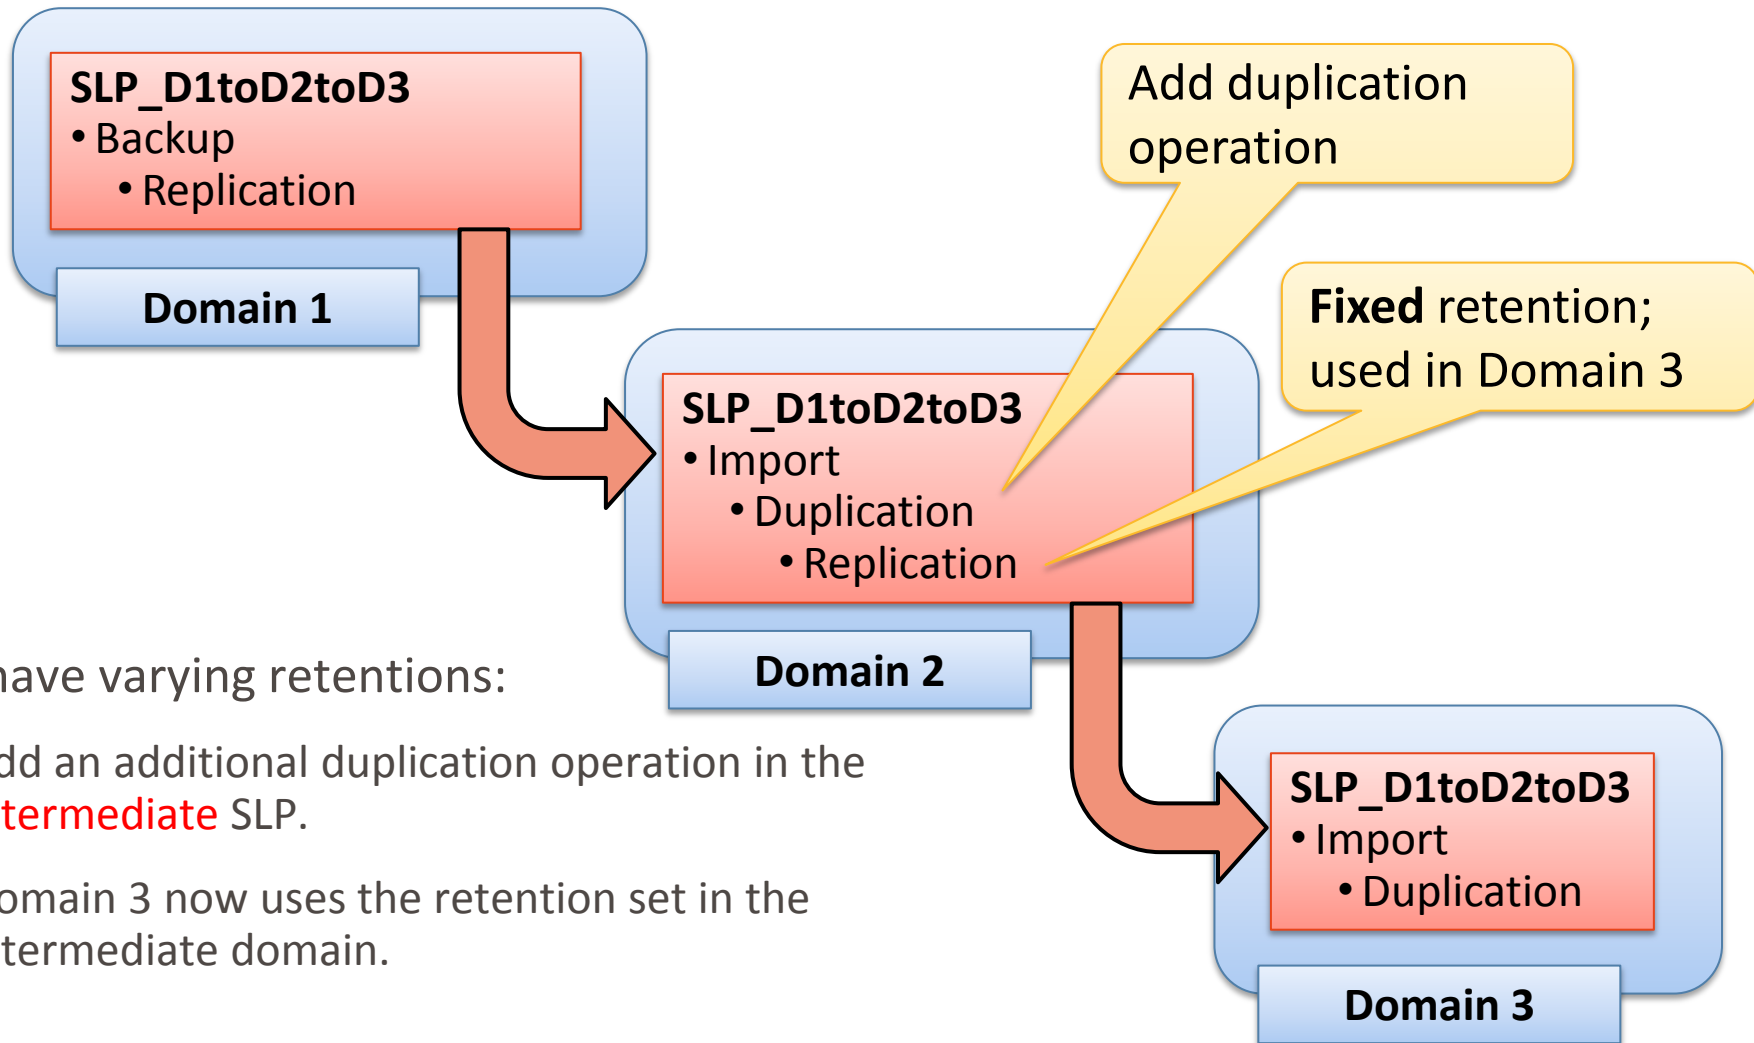 SLP_D1toD2toD3
• Backup
• Replication
Domain 1
Add duplication
operation
Fixed retention;
used in Domain 3
SLP_D1toD2toD3
• Import
• Duplication
• Replication
Domain 2
have varying retentions:
dd an additional duplication operation in the
termediate SLP.
omain 3 now uses the retention set in the
termediate domain.
SLP_D1toD2toD3
• Import
• Duplication
Domain 3